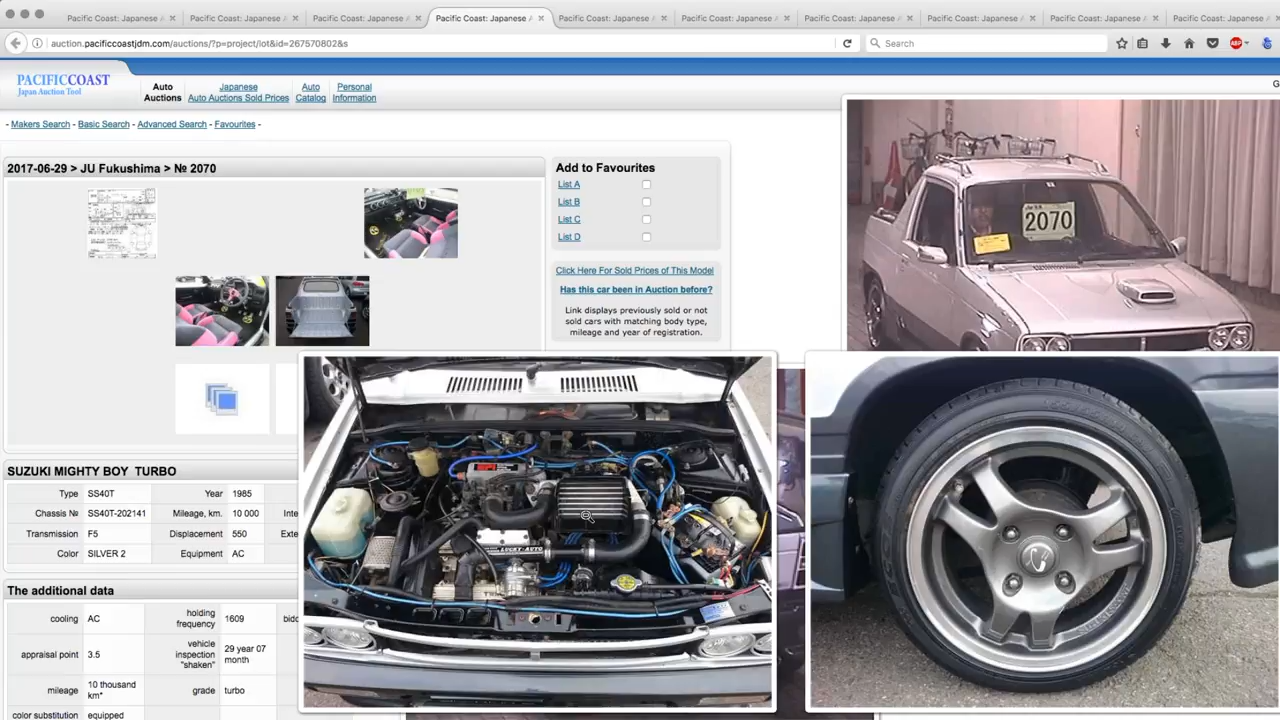 Pacific Coast: Japanese A
Pacific Coast: Japanese A
Pacific Coast: Japanese A
Pacific Coast: Japanese A
Pacific Coast: Japanese A
Pacific Coast: Japanese A
Pacific Coast: Japanese A
Pacific Coast: Japanese A
Pacific Coast: Japanese A
Pacific Coast: Japanese A
auction.pacificcoastjdm.com/auctions/?p=project/lot&id=267570802&s
Search
ABP
PACIFICCOAST
Japan Auction Tool
Auto Auctions
Japanese Auto Auctions Sold Prices
Auto Catalog
Personal Information
G
- Makers Search - Basic Search - Advanced Search - Favourites -
2017-06-29 > JU Fukushima > № 2070
Add to Favourites
List A
List B
List C
List D
Click Here For Sold Prices of This Model
Has this car been in Auction before?
Link displays previously sold or not
sold cars with matching body type,
mileage and year of registration.
2070
LUCKY-AUTO
SUZUKI MIGHTY BOY TURBO
Type SS40T Year 1985
Chassis № SS40T-202141 Mileage, km. 10 000 Inte
Transmission F5 Displacement 550 Exte
Color SILVER 2 Equipment AC
The additional data
cooling AC holding frequency 1609 bidd
appraisal point 3.5 vehicle inspection "shaken" 29 year 07 month
mileage 10 thousand km* grade turbo
color substitution equipped